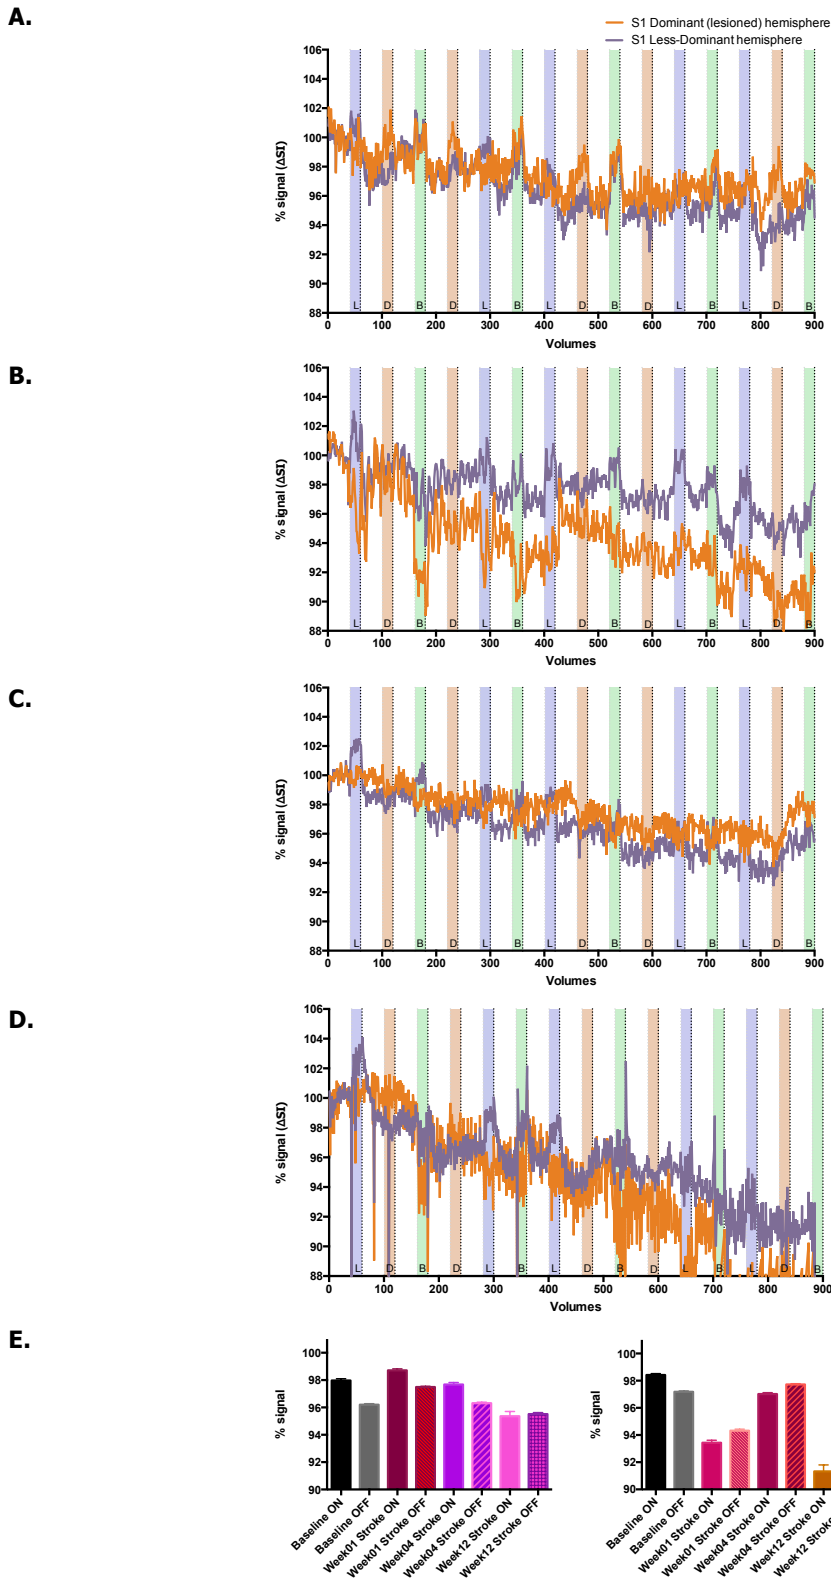 A.
S1 Dominant (lesioned) hemisphere
S1 Less-Dominant hemisphere
106
104
102
100
98
96
94
92
90
88
% signal (ΔSI)
L D B D L B L D B D L B L D B
0 100 200 300 400 500 600 700 800 900
Volumes
B.
106
104
102
100
98
96
94
92
90
88
% signal (ΔSI)
L D B D L B L D B D L B L D B
0 100 200 300 400 500 600 700 800 900
Volumes
C.
106
104
102
100
98
96
94
92
90
88
% signal (ΔSI)
L D B D L B L D B D L B L D B
0 100 200 300 400 500 600 700 800 900
Volumes
D.
106
104
102
100
98
96
94
92
90
88
% signal (ΔSI)
L D B D L B L D B D L B L D B
0 100 200 300 400 500 600 700 800 900
Volumes
E.
100
98
96
94
92
90
% signal
Baseline ON
Baseline OFF
Week01 Stroke ON
Week01 Stroke OFF
Week04 Stroke ON
Week04 Stroke OFF
Week12 Stroke ON
Week12 Stroke OFF
100
98
96
94
92
90
% signal
Baseline ON
Baseline OFF
Week01 Stroke ON
Week01 Stroke OFF
Week04 Stroke ON
Week04 Stroke OFF
Week12 Stroke ON
Week12 Stroke